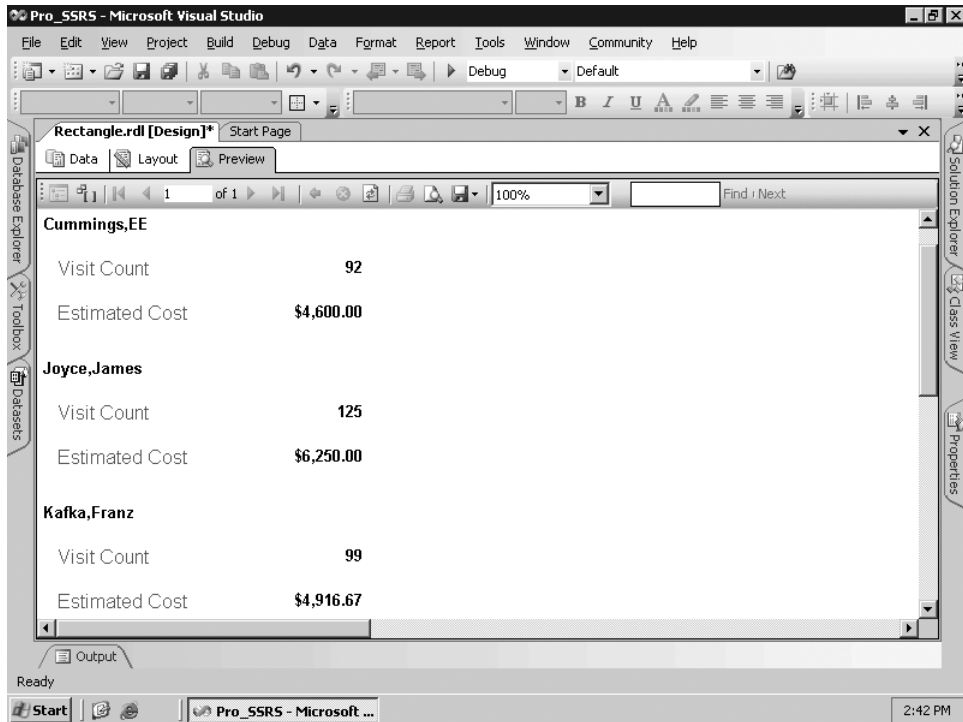 Pro_SSRS - Microsoft Visual Studio
File Edit View Project Build Debug Data Format Report Tools Window Community Help
Debug Default
B I U A
Rectangle.rdl [Design]* Start Page
Data Layout Preview
1 of 1 100% Find Next
Database Explorer
Toolbox
Datasets
Cummings,EE
Visit Count 92
Estimated Cost $4,600.00
Joyce,James
Visit Count 125
Estimated Cost $6,250.00
Kafka,Franz
Visit Count 99
Estimated Cost $4,916.67
Solution Explorer
Class View
Properties
Output
Ready
Start Pro_SSRS - Microsoft ... 2:42 PM